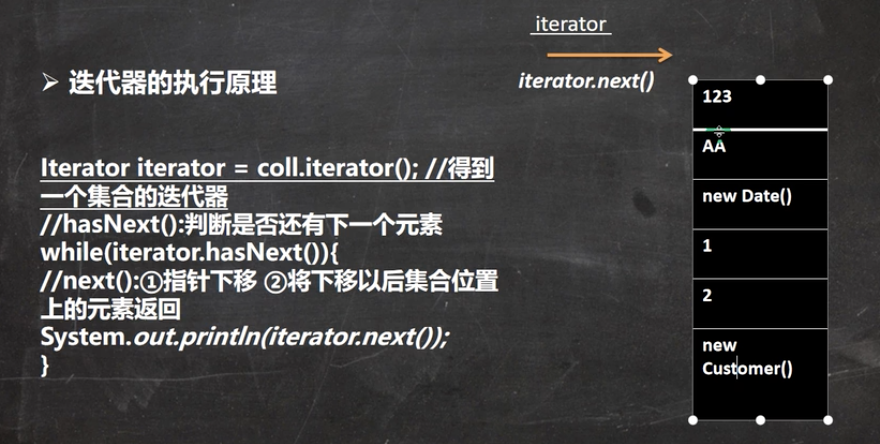 iterator
iterator.next()
➢ 迭代器的执行原理
Iterator iterator = coll.iterator(); //得到
一个集合的迭代器
//hasNext():判断是否还有下一个元素
while(iterator.hasNext()){
//next():①指针下移 ②将下移以后集合位置
上的元素返回
System.out.println(iterator.next());
}
123
AA
new Date()
1
2
new
Customer()